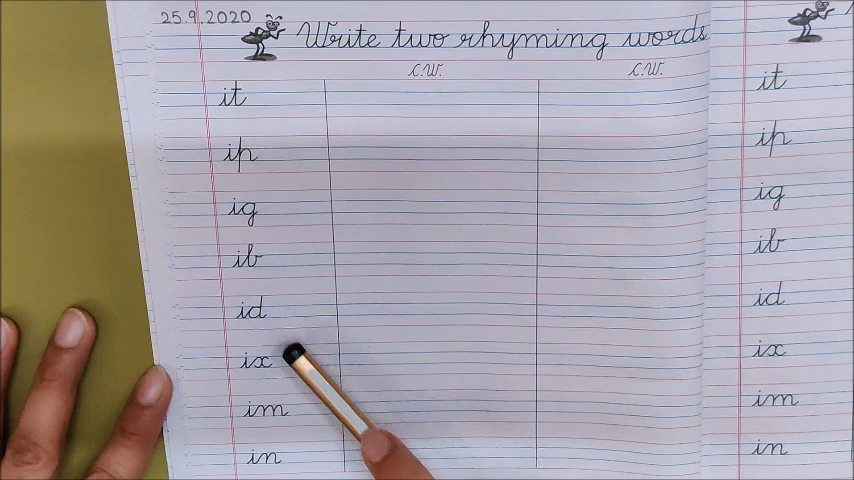 25.9.2020
Write two rhyming words
c.w. c.w.
it
ip
ig
ib
id
ix
im
in
it
ip
ig
ib
id
ix
im
in